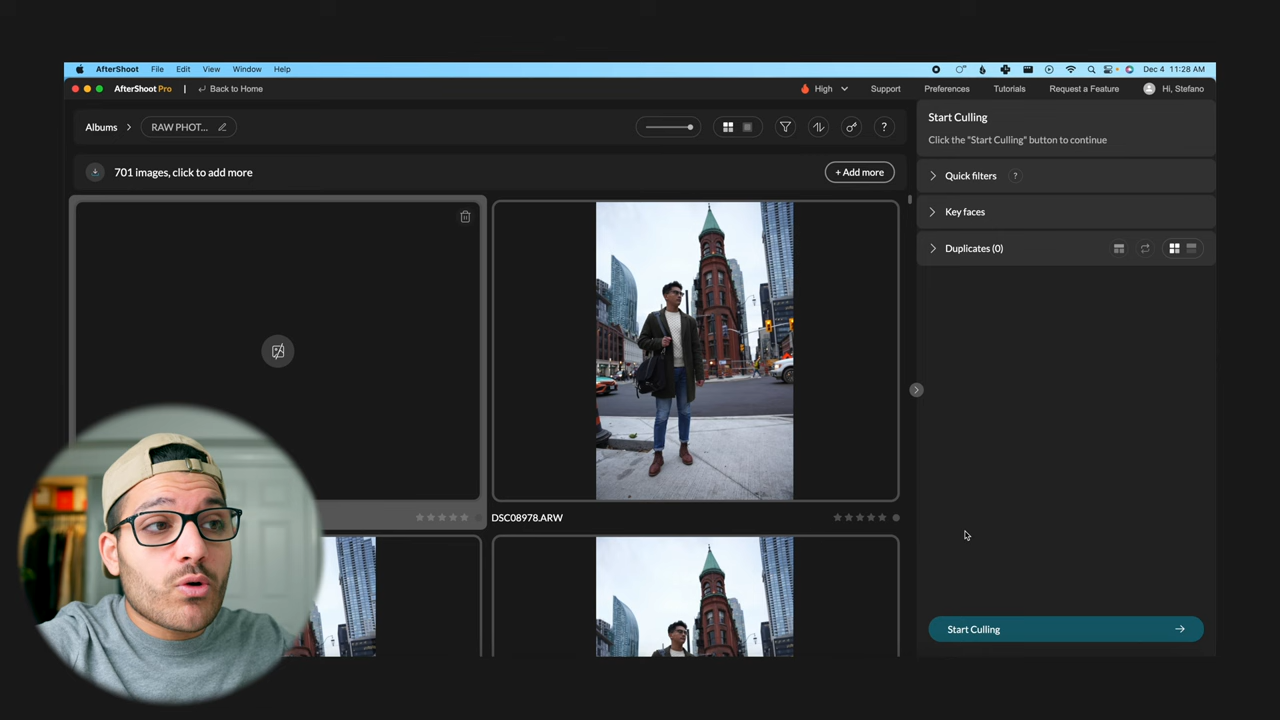 AfterShoot File Edit View Window Help Dec 4 11:28 AM
AfterShoot Pro | Back to Home High Support Preferences Tutorials Request a Feature Hi, Stefano
Albums RAW PHOT... ?
701 images, click to add more + Add more
Start Culling
Click the "Start Culling" button to continue
Quick filters ?
Key faces
Duplicates (0)
DSC08978.ARW
Start Culling